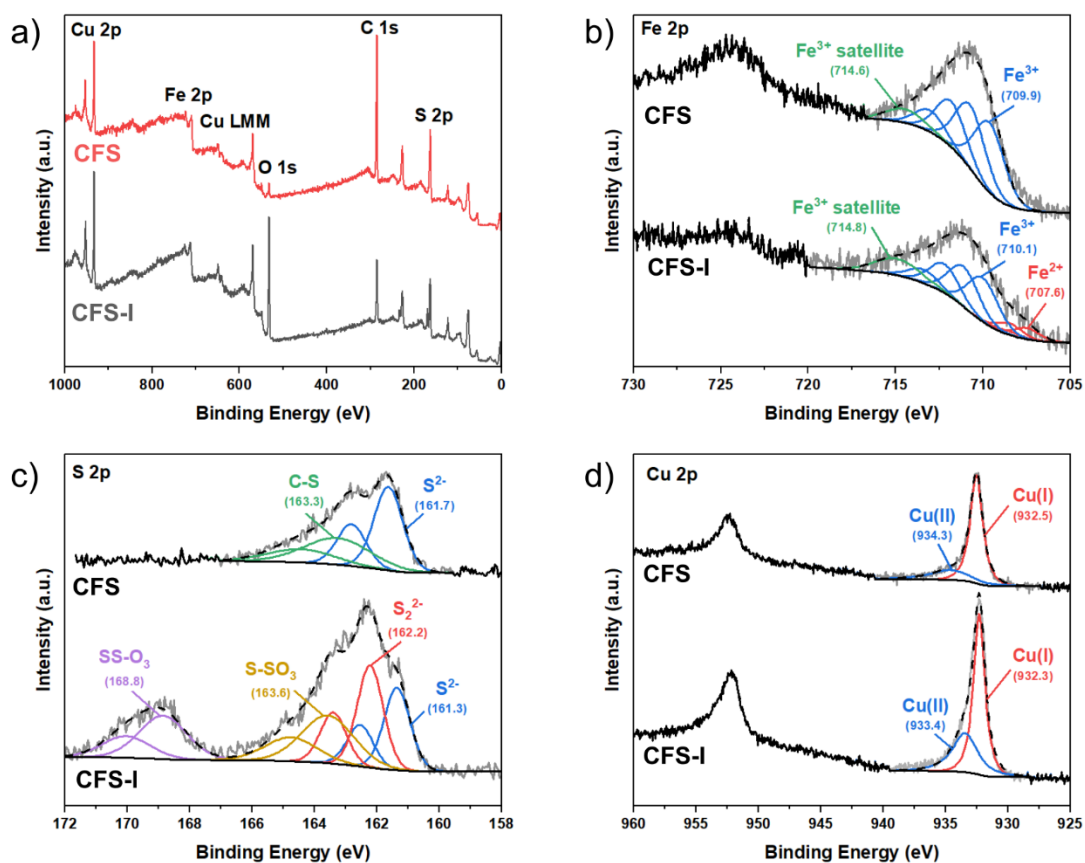 a)
Cu 2p
Fe 2p
Cu LMM
O 1s
C 1s
S 2p
CFS
CFS-I
Intensity (a.u.)
1000 800 600 400 200 0
Binding Energy (eV)
b)
Fe 2p
Fe³⁺ satellite
(714.6)
Fe³⁺
(709.9)
CFS
Fe³⁺ satellite
(714.8)
Fe³⁺
(710.1)
Fe²⁺
(707.6)
CFS-I
Intensity (a.u.)
730 725 720 715 710 705
Binding Energy (eV)
c)
S 2p
C-S
(163.3)
S²⁻
(161.7)
CFS
SS-O₃
(168.8)
S-SO₃
(163.6)
S₂²⁻
(162.2)
S²⁻
(161.3)
CFS-I
Intensity (a.u.)
172 170 168 166 164 162 160 158
Binding Energy (eV)
d)
Cu 2p
Cu(II)
(934.3)
Cu(I)
(932.5)
CFS
Cu(II)
(933.4)
Cu(I)
(932.3)
CFS-I
Intensity (a.u.)
960 955 950 945 940 935 930 925
Binding Energy (eV)